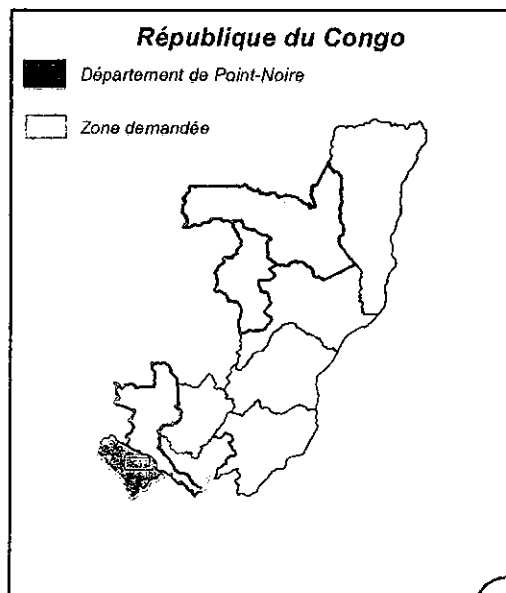 République du Congo
Département de Point-Noire
Zone demandée